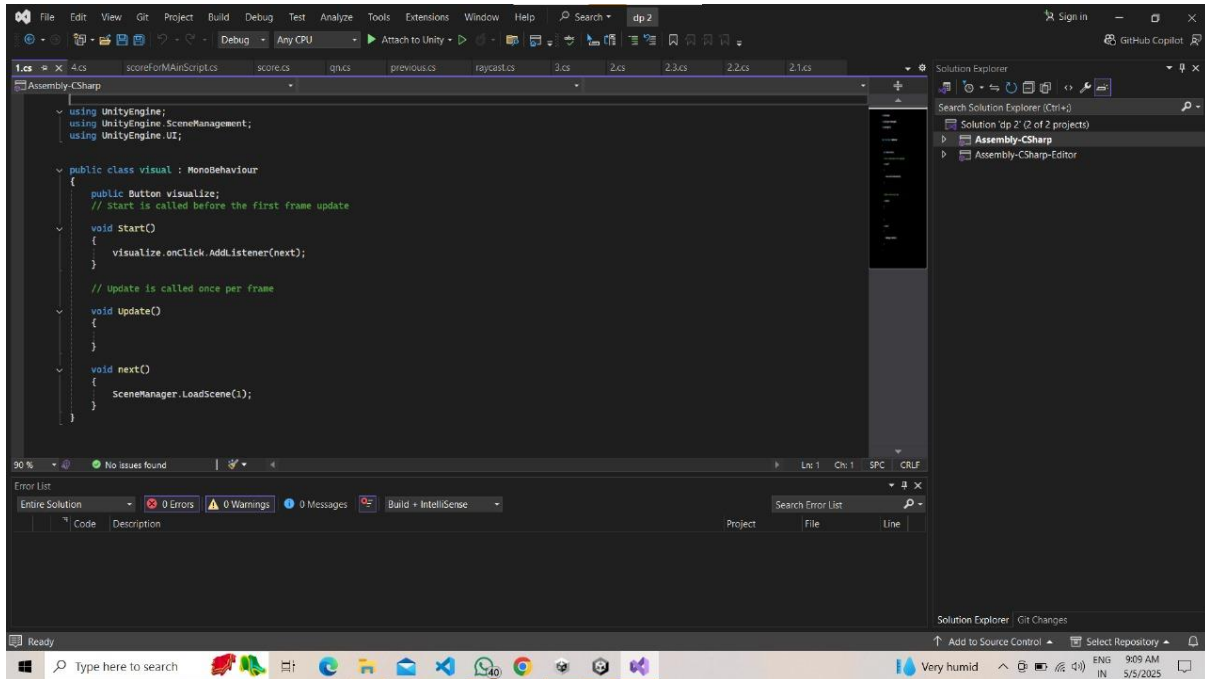 File Edit View Git Project Build Debug Test Analyze Tools Extensions Window Help Search dp 2 Sign in
Debug Any CPU Attach to Unity GitHub Copilot
1.cs 4.cs scoreForMAinScript.cs score.cs qn.cs previous.cs raycast.cs 3.cs 2.cs 2.3.cs 2.2.cs 2.1.cs
Assembly-CSharp
using UnityEngine;
using UnityEngine.SceneManagement;
using UnityEngine.UI;
public class visual : MonoBehaviour
{
public Button visualize;
// Start is called before the first frame update
void Start()
{
visualize.onClick.AddListener(next);
}
// Update is called once per frame
void Update()
{
}
void next()
{
SceneManager.LoadScene(1);
}
}
90 % No issues found Ln: 1 Ch: 1 SPC CRLF
Error List
Entire Solution 0 Errors 0 Warnings 0 Messages Build + IntelliSense Search Error List
Code Description Project File Line
Solution Explorer
Search Solution Explorer (Ctrl+;)
Solution 'dp 2' (2 of 2 projects)
Assembly-CSharp
Assembly-CSharp-Editor
Solution Explorer Git Changes
Ready Add to Source Control Select Repository
Type here to search 40 Very humid ENG 9:09 AM
IN 5/5/2025